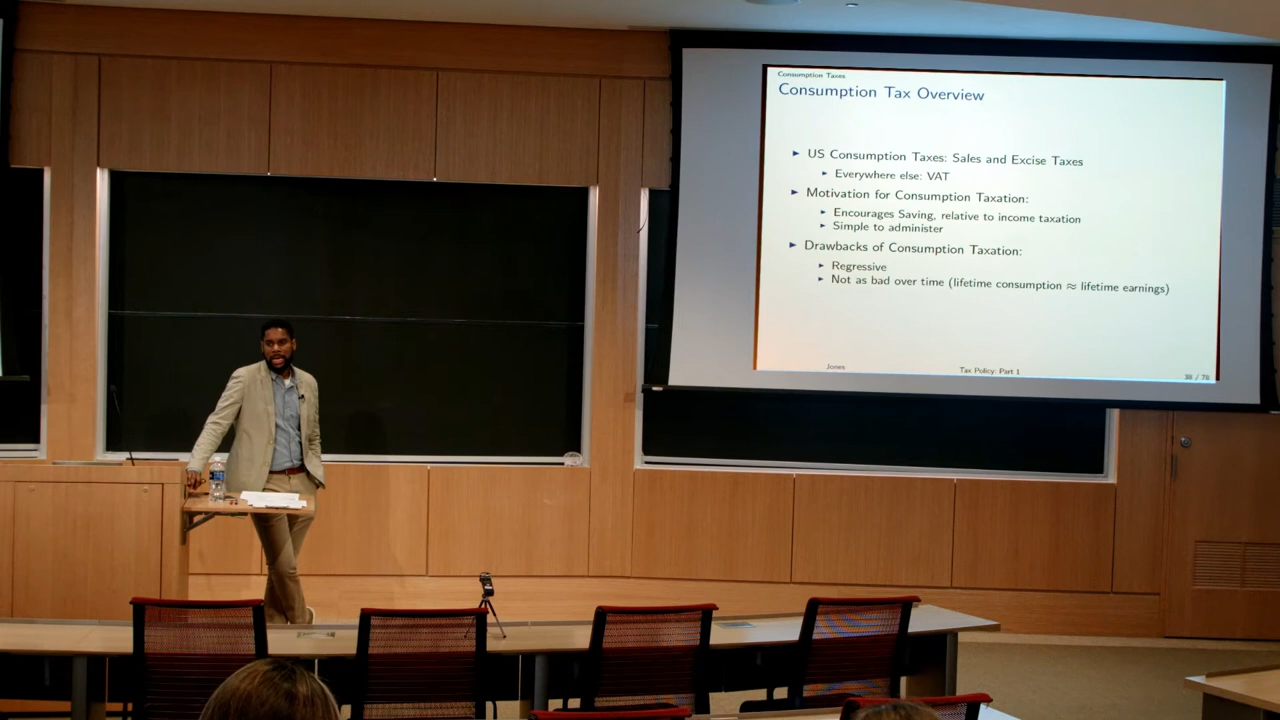 Consumption Taxes
Consumption Tax Overview
► US Consumption Taxes: Sales and Excise Taxes
► Everywhere else: VAT
► Motivation for Consumption Taxation:
► Encourages Saving, relative to income taxation
► Simple to administer
► Drawbacks of Consumption Taxation:
► Regressive
► Not as bad over time (lifetime consumption ≈ lifetime earnings)
Jones Tax Policy: Part 1 38 / 78